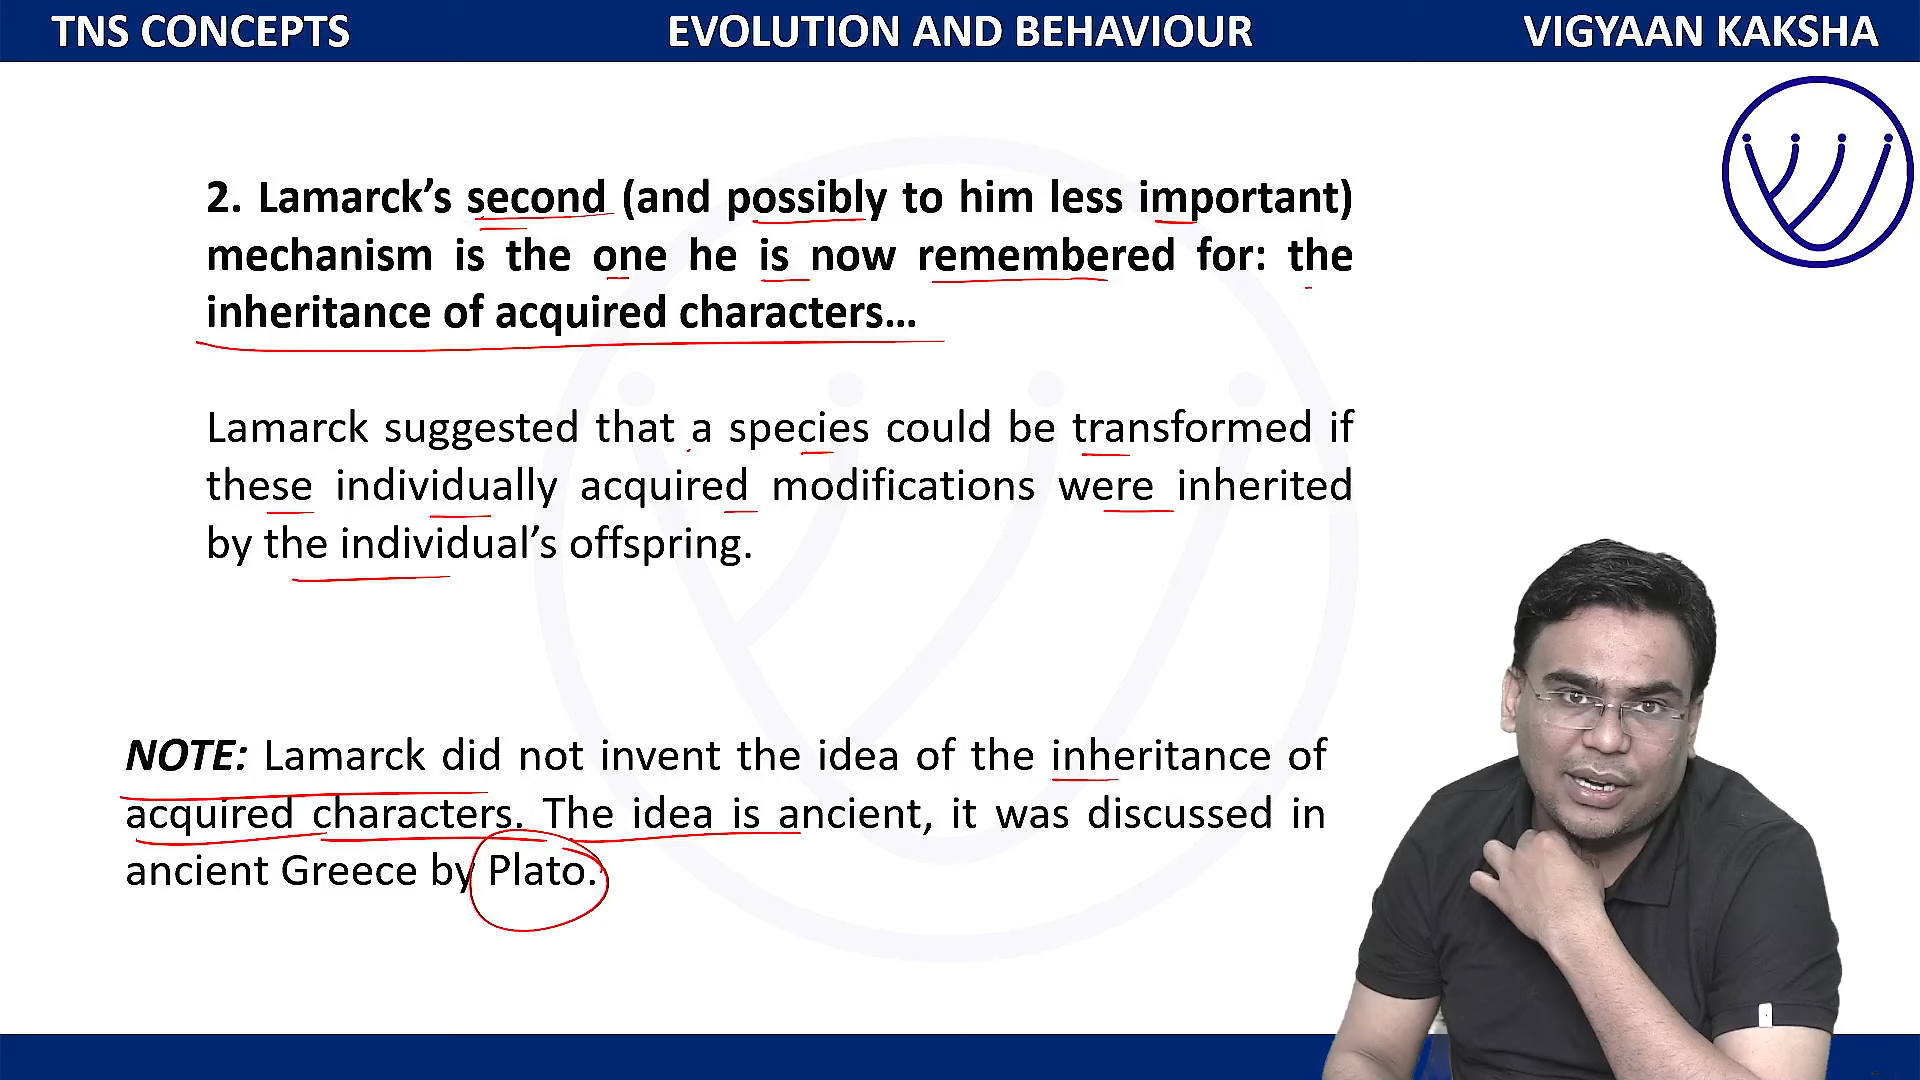 TNS CONCEPTS EVOLUTION AND BEHAVIOUR VIGYAAN KAKSHA
2. Lamarck’s second (and possibly to him less important)
mechanism is the one he is now remembered for: the
inheritance of acquired characters...
Lamarck suggested that a species could be transformed if
these individually acquired modifications were inherited
by the individual’s offspring.
NOTE: Lamarck did not invent the idea of the inheritance of
acquired characters. The idea is ancient, it was discussed in
ancient Greece by Plato.